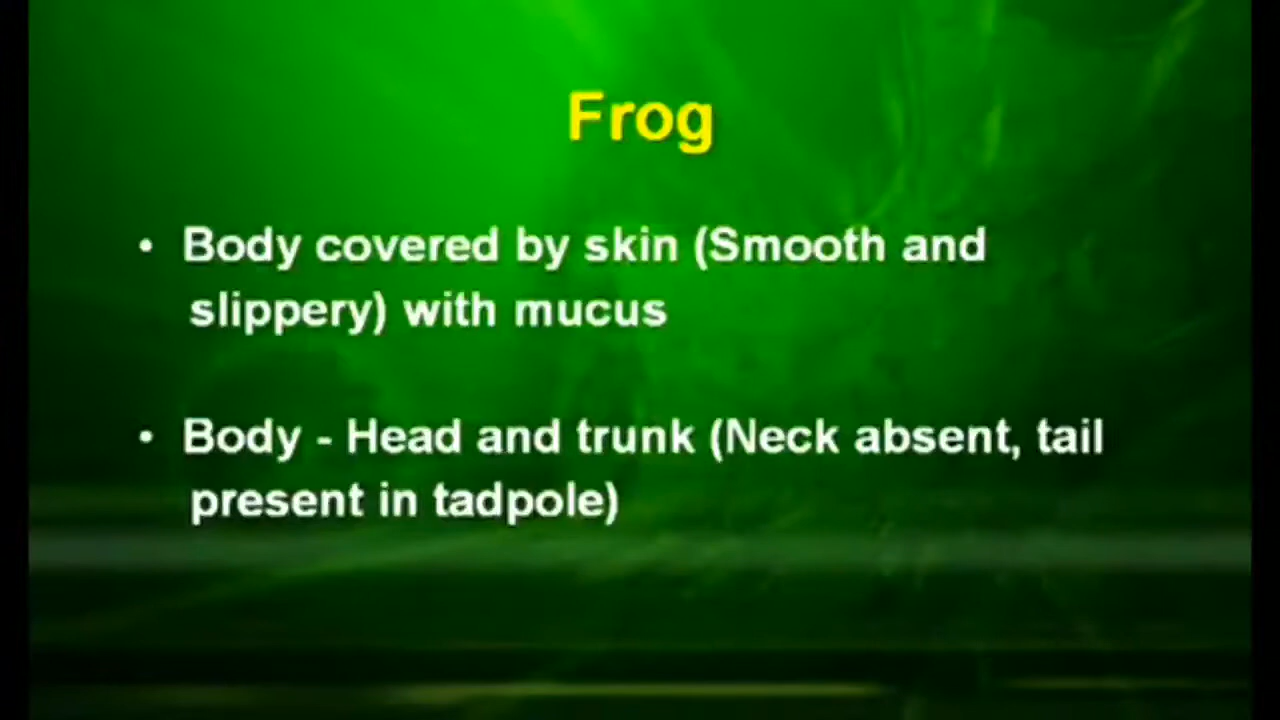 Frog
• Body covered by skin (Smooth and
slippery) with mucus
• Body - Head and trunk (Neck absent, tail
present in tadpole)